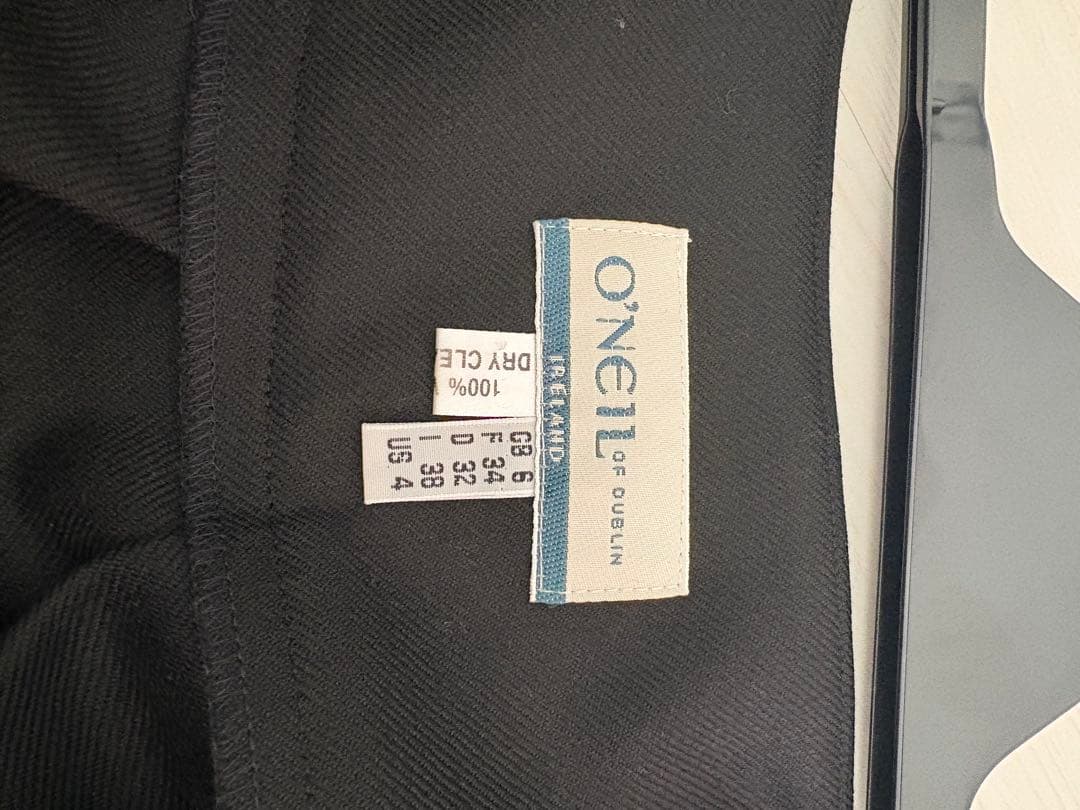 O'NEIL OF DUBLIN
IRELAND
GB 6
F 34
D 32
I 38
US 4
100%
DRY CLE